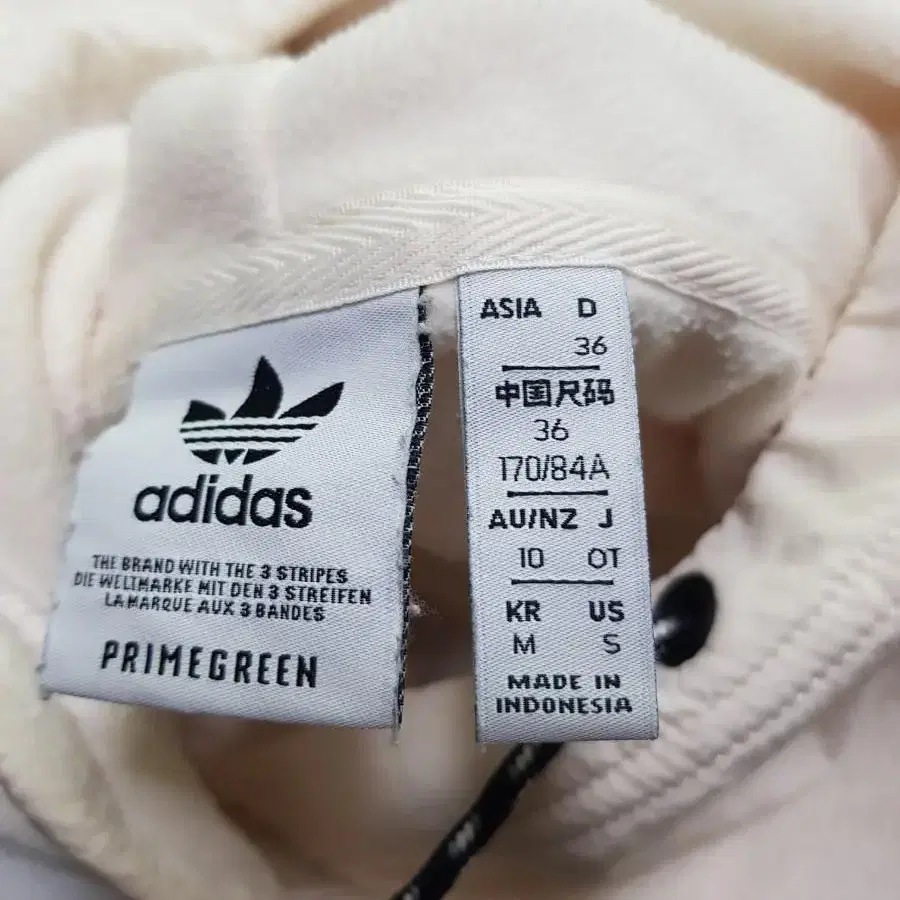 adidas
THE BRAND WITH THE 3 STRIPES
DIE WELTMARKE MIT DEN 3 STREIFEN
LA MARQUE AUX 3 BANDES
PRIMEGREEN
ASIA D
36
中国尺码
36
170/84A
AU/NZ J
10 OT
KR US
M S
MADE IN
INDONESIA